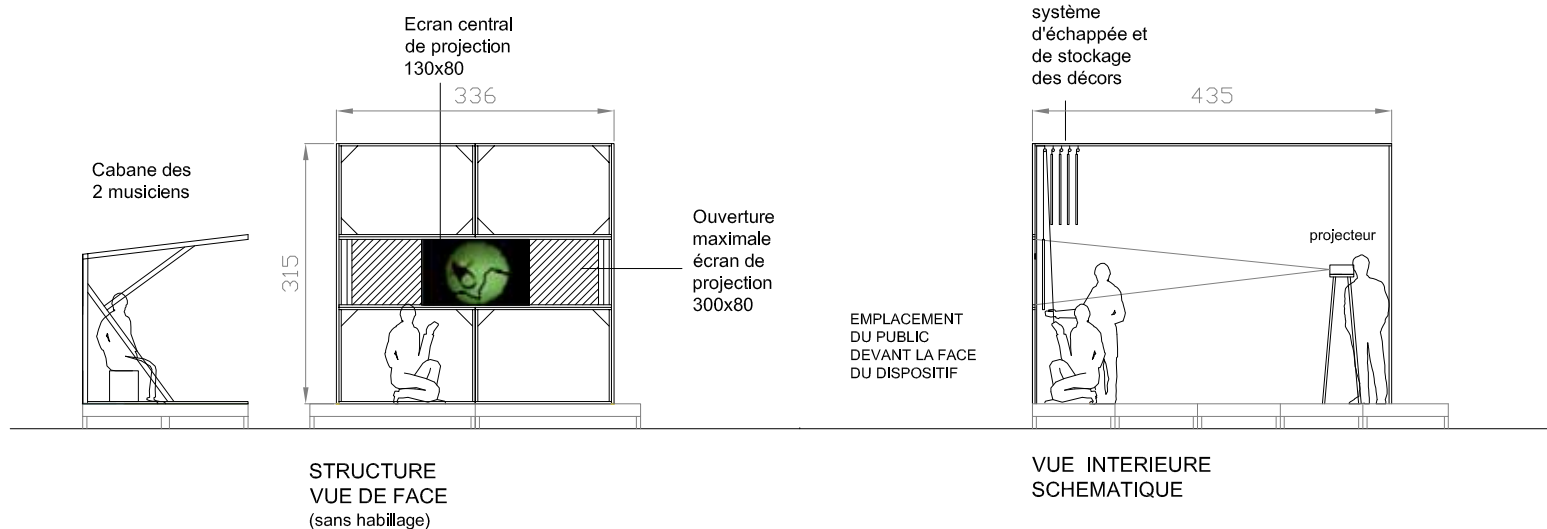 Ecran central
de projection
130x80
336
Cabane des
2 musiciens
315
Ouverture
maximale
écran de
projection
300x80
STRUCTURE
VUE DE FACE
(sans habillage)
système
d'échappée et
de stockage
des décors
435
projecteur
EMPLACEMENT
DU PUBLIC
DEVANT LA FACE
DU DISPOSITIF
VUE INTERIEURE
SCHEMATIQUE